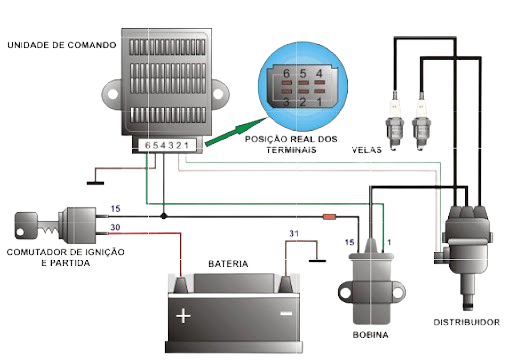 UNIDADE DE COMANDO
6 5 4
3 2 1
6 5 4 3 2 1
POSIÇÃO REAL DOS
TERMINAIS
VELAS
15
30
31
15
1
COMUTADOR DE IGNIÇÃO
E PARTIDA
BATERIA
+
−
BOBINA
DISTRIBUIDOR